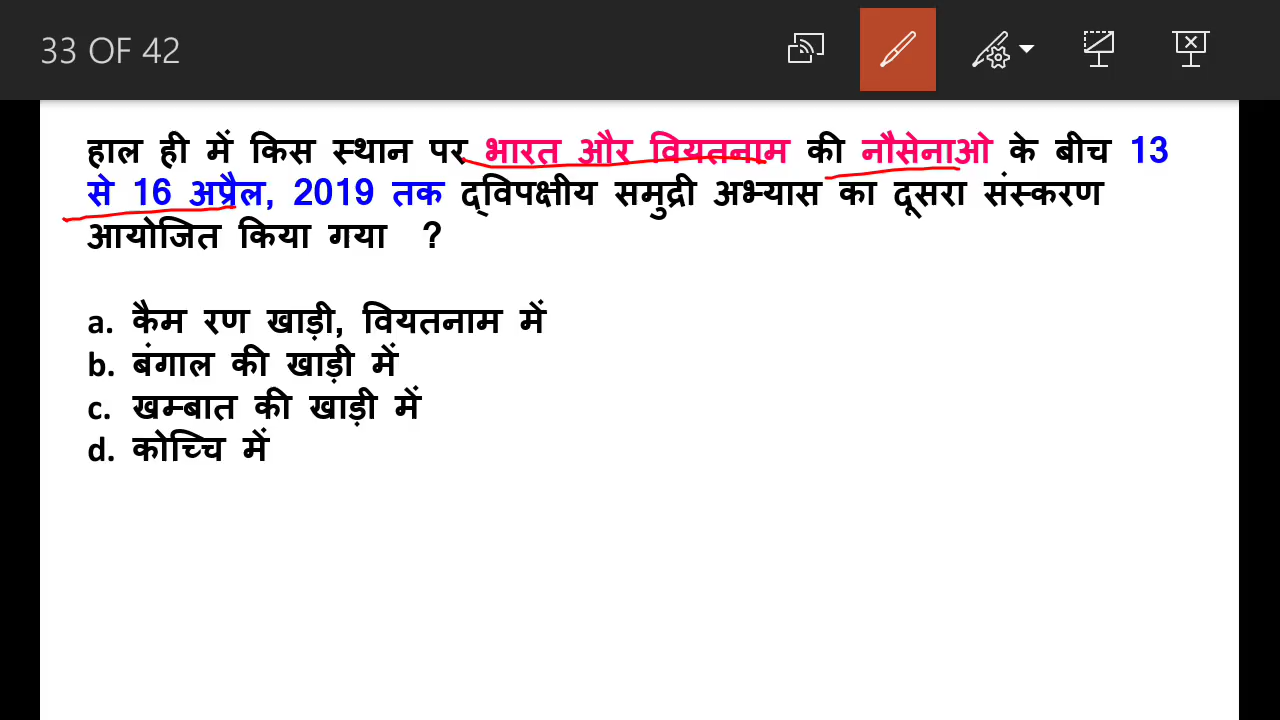 33 OF 42
हाल ही में किस स्थान पर भारत और वियतनाम की नौसेनाओ के बीच 13
से 16 अप्रैल, 2019 तक द्विपक्षीय समुद्री अभ्यास का दूसरा संस्करण
आयोजित किया गया ?
a. कैम रण खाड़ी, वियतनाम में
b. बंगाल की खाड़ी में
c. खम्बात की खाड़ी में
d. कोच्चि में